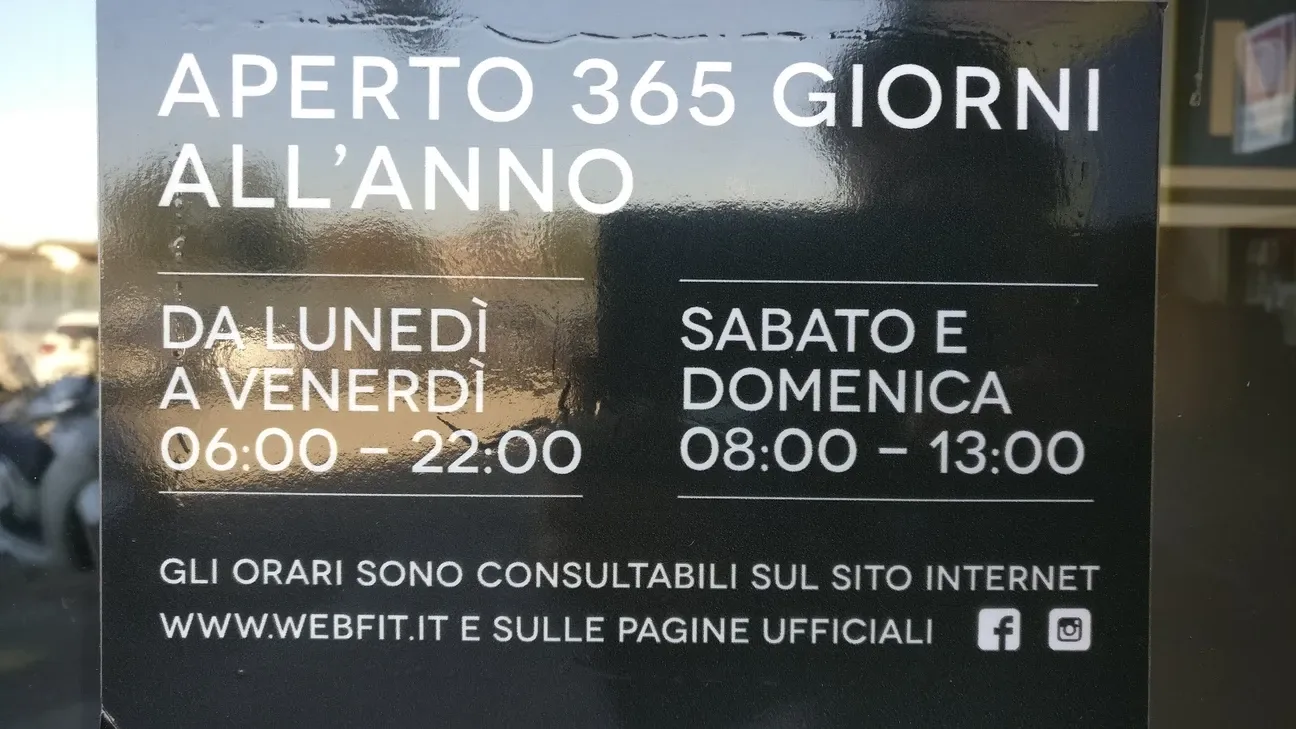 APERTO 365 GIORNI
ALL'ANNO
DA LUNEDÌ
A VENERDÌ
06:00 – 22:00
SABATO E
DOMENICA
08:00 – 13:00
GLI ORARI SONO CONSULTABILI SUL SITO INTERNET
WWW.WEBFIT.IT E SULLE PAGINE UFFICIALI